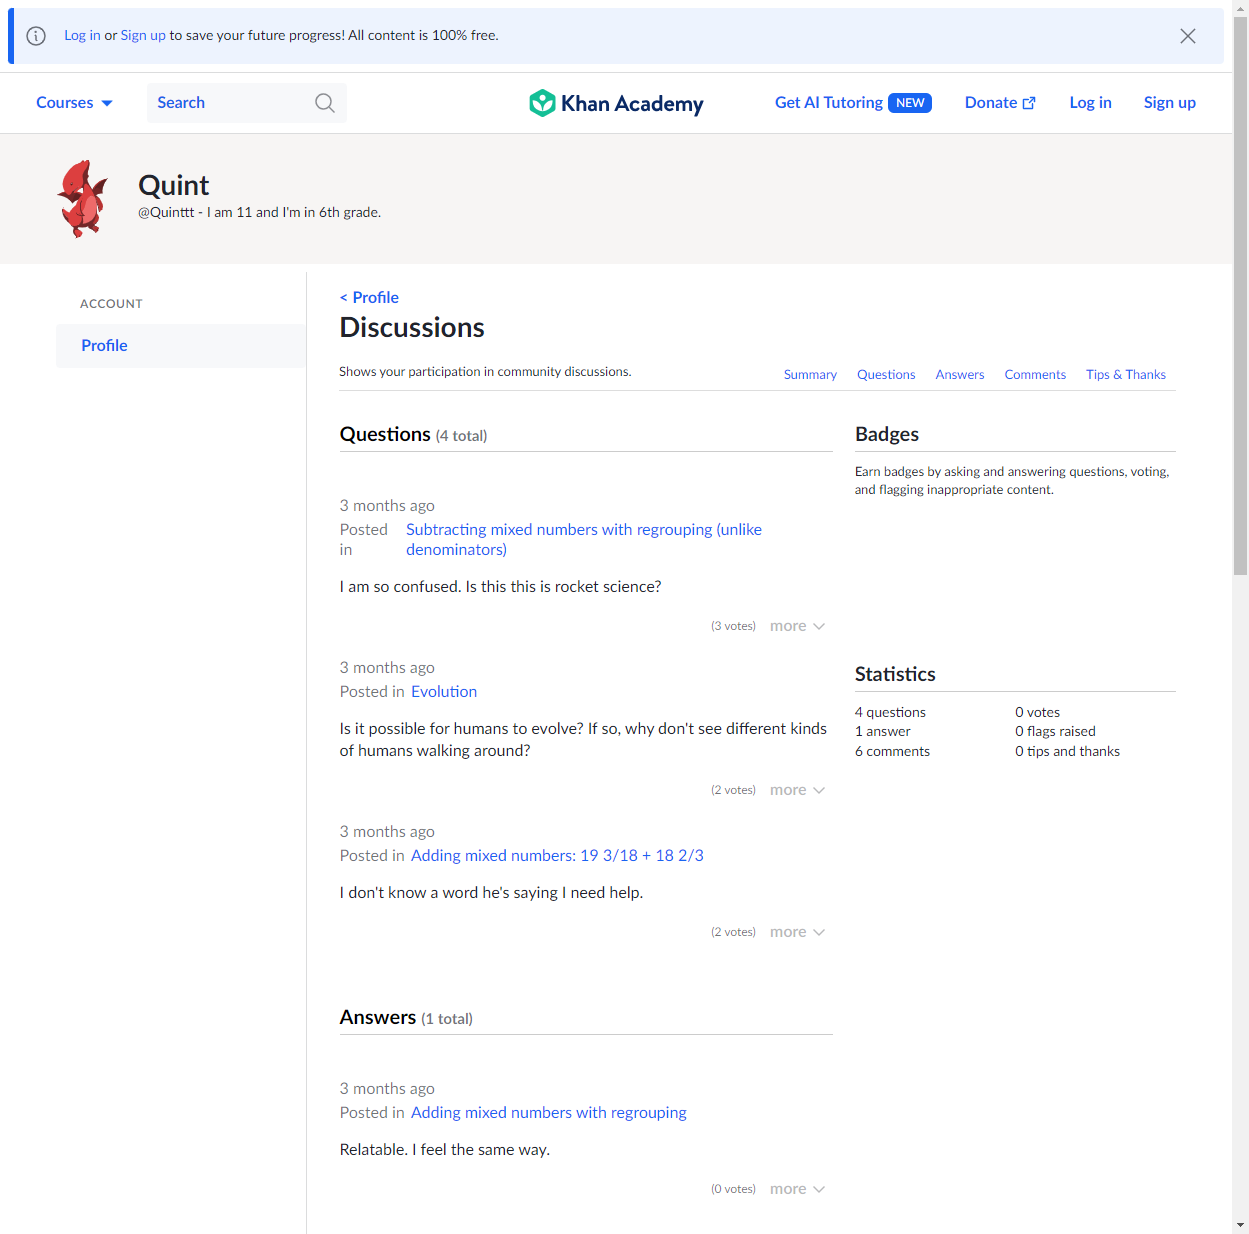 Log in or Sign up to save your future progress! All content is 100% free.
Courses
Search
Khan Academy
Get AI Tutoring NEW
Donate
Log in
Sign up
Quint
@Quinttt - I am 11 and I'm in 6th grade.
ACCOUNT
Profile
< Profile
Discussions
Shows your participation in community discussions.
Summary
Questions
Answers
Comments
Tips & Thanks
Questions (4 total)
3 months ago
Posted in
Subtracting mixed numbers with regrouping (unlike
denominators)
I am so confused. Is this this is rocket science?
(3 votes) more
3 months ago
Posted in Evolution
Is it possible for humans to evolve? If so, why don't see different kinds
of humans walking around?
(2 votes) more
3 months ago
Posted in Adding mixed numbers: 19 3/18 + 18 2/3
I don't know a word he's saying I need help.
(2 votes) more
Answers (1 total)
3 months ago
Posted in Adding mixed numbers with regrouping
Relatable. I feel the same way.
(0 votes) more
Badges
Earn badges by asking and answering questions, voting,
and flagging inappropriate content.
Statistics
4 questions
0 votes
1 answer
0 flags raised
6 comments
0 tips and thanks